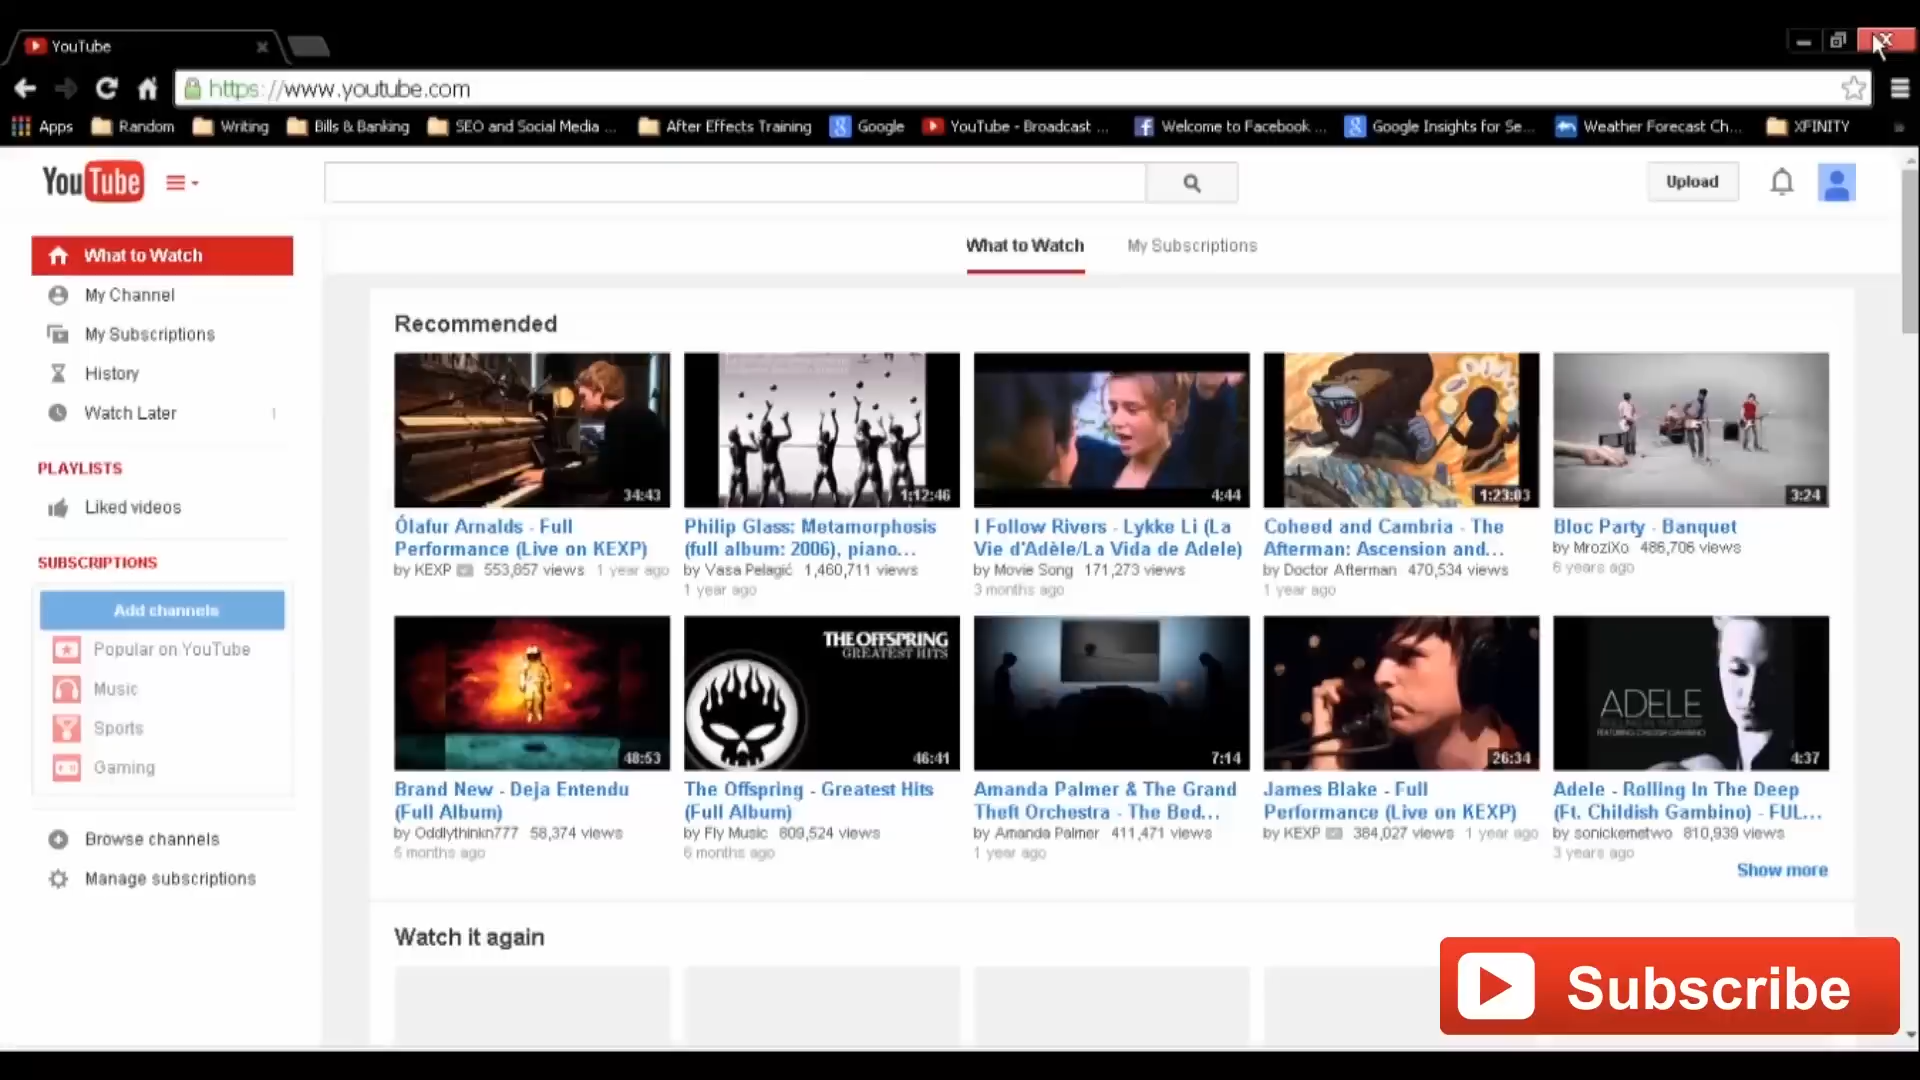 YouTube
https://www.youtube.com
Apps Random Writing Bills & Banking SEO and Social Media ... After Effects Training Google YouTube - Broadcast ... Welcome to Facebook ... Google Insights for Se... Weather Forecast Ch... XFINITY »
YouTube
Upload
What to Watch My Subscriptions
What to Watch
My Channel
My Subscriptions
History
Watch Later 1
PLAYLISTS
Liked videos
SUBSCRIPTIONS
Add channels
Popular on YouTube
Music
Sports
Gaming
Browse channels
Manage subscriptions
Recommended
34:43
Ólafur Arnalds - Full
Performance (Live on KEXP)
by KEXP 553,657 views 1 year ago
1:12:46
Philip Glass: Metamorphosis
(full album: 2006), piano...
by Vasa Pelagić 1,460,711 views
1 year ago
4:44
I Follow Rivers - Lykke Li (La
Vie d'Adèle/La Vida de Adele)
by Movie Song 171,273 views
3 months ago
1:23:03
Coheed and Cambria - The
Afterman: Ascension and...
by Doctor Afterman 470,534 views
1 year ago
3:24
Bloc Party - Banquet
by MroziXo 486,706 views
6 years ago
48:53
Brand New - Deja Entendu
(Full Album)
by Oddlythinkn777 58,374 views
5 months ago
THE OFFSPRING
GREATEST HITS
46:41
The Offspring - Greatest Hits
(Full Album)
by Fly Music 809,524 views
6 months ago
7:14
Amanda Palmer & The Grand
Theft Orchestra - The Bed...
by Amanda Palmer 411,471 views
1 year ago
26:34
James Blake - Full
Performance (Live on KEXP)
by KEXP 384,027 views 1 year ago
ADELE
ROLLING IN THE DEEP
FEATURING CHILDISH GAMBINO
4:37
Adele - Rolling In The Deep
(Ft. Childish Gambino) - FUL...
by sonickemetwo 810,939 views
3 years ago
Show more
Watch it again
Subscribe